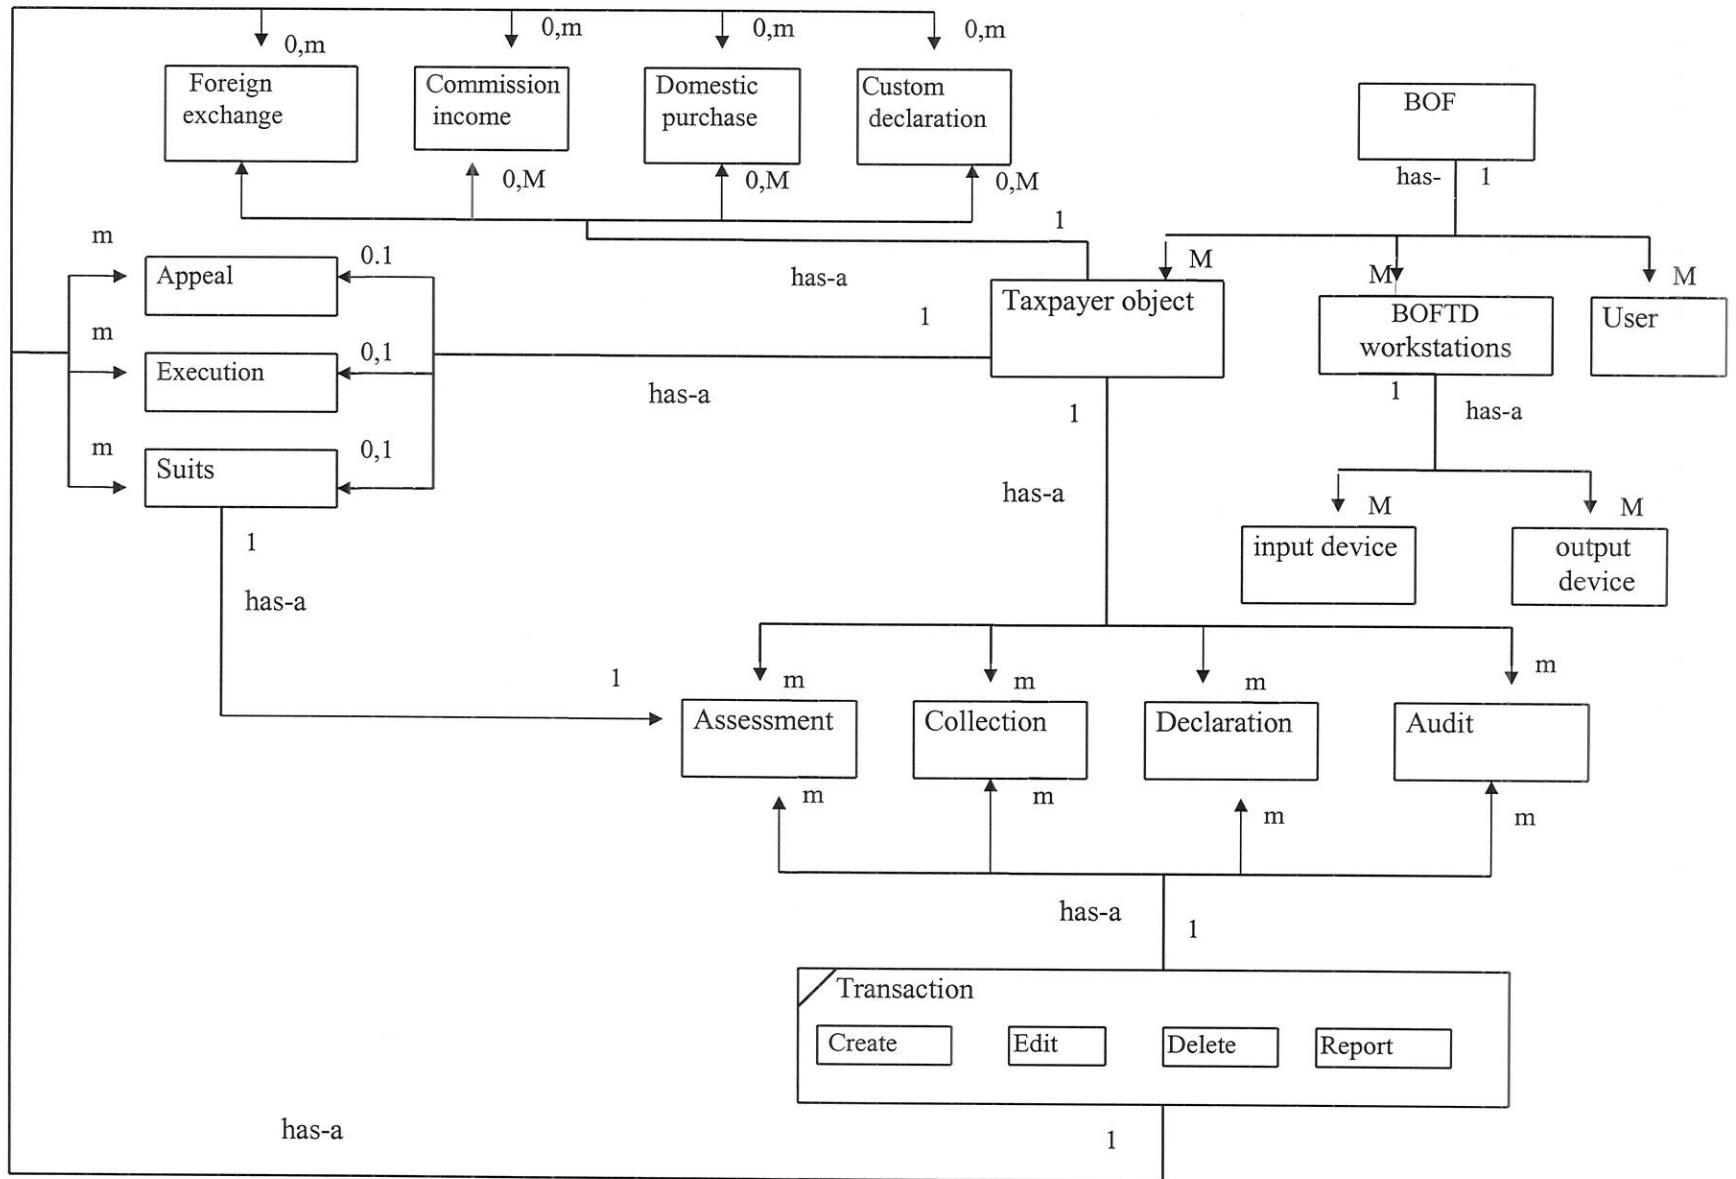 0,m
0,m
0,m
0,m
Foreign
exchange
Commission
income
Domestic
purchase
Custom
declaration
BOF
0,M
0,M
0,M
has-
1
1
m
0.1
Appeal
has-a
M
M
M
Taxpayer object
BOFTD
workstations
User
1
m
0,1
Execution
has-a
1
1
has-a
m
0,1
Suits
has-a
M
M
input device
output
device
1
has-a
1
m
m
m
m
Assessment
Collection
Declaration
Audit
m
m
m
m
has-a
1
Transaction
Create
Edit
Delete
Report
has-a
1